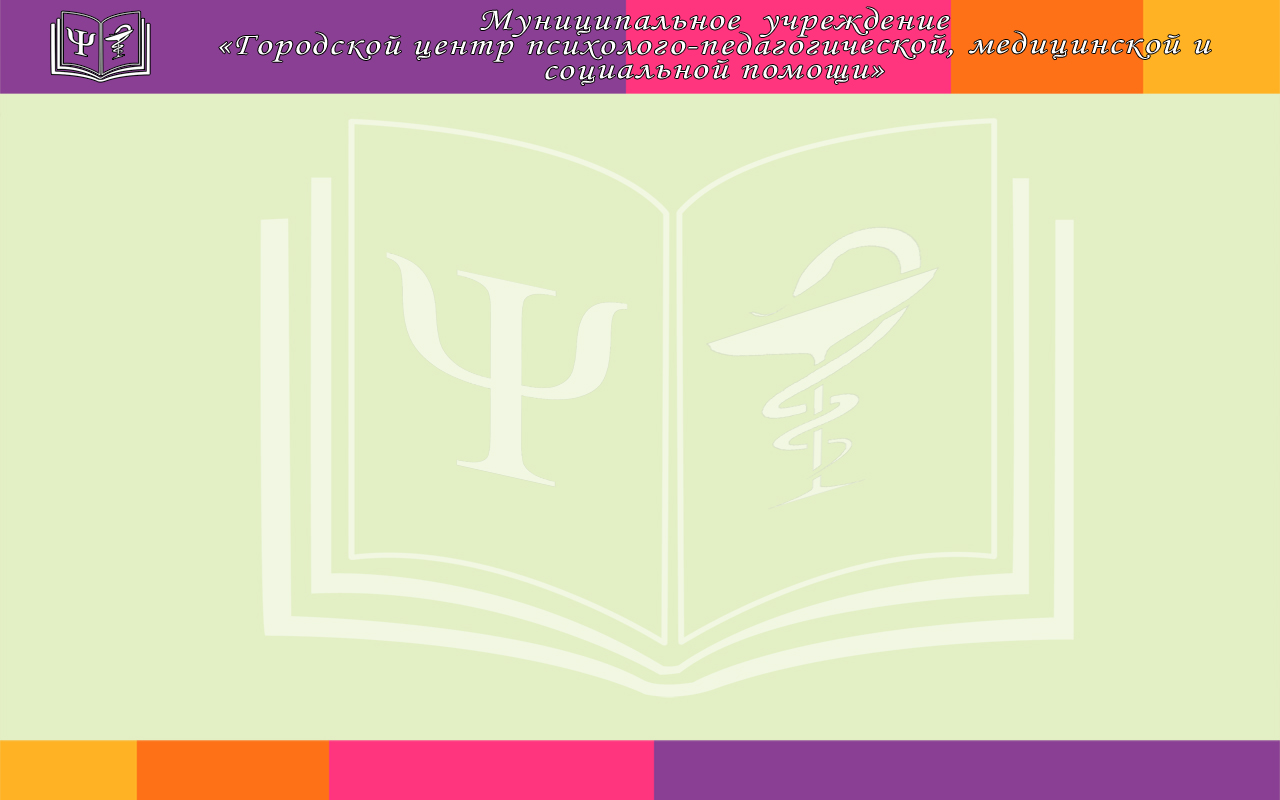 Муниципальное учреждение
«Городской центр психолого-педагогической, медицинской и
социальной помощи»